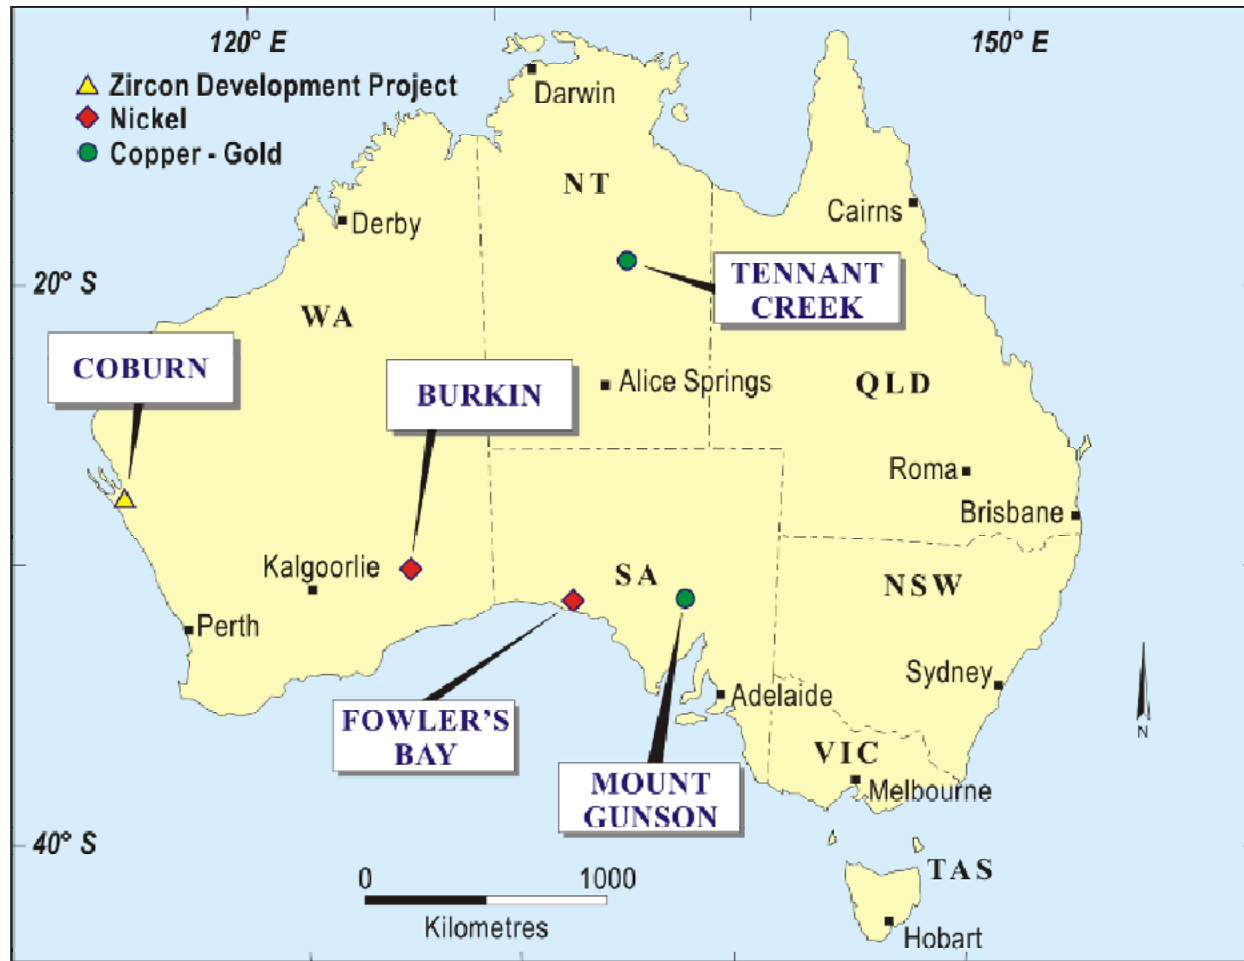 120° E
150° E
Zircon Development Project
Nickel
Copper - Gold
Darwin
NT
Derby
Cairns
20° S
TENNANT
CREEK
WA
COBURN
BURKIN
Alice Springs
QLD
Roma
Brisbane
Kalgoorlie
SA
NSW
Perth
Sydney
Adelaide
FOWLER'S
BAY
N
VIC
MOUNT
GUNSON
Melbourne
40° S
TAS
0 1000
Kilometres
Hobart